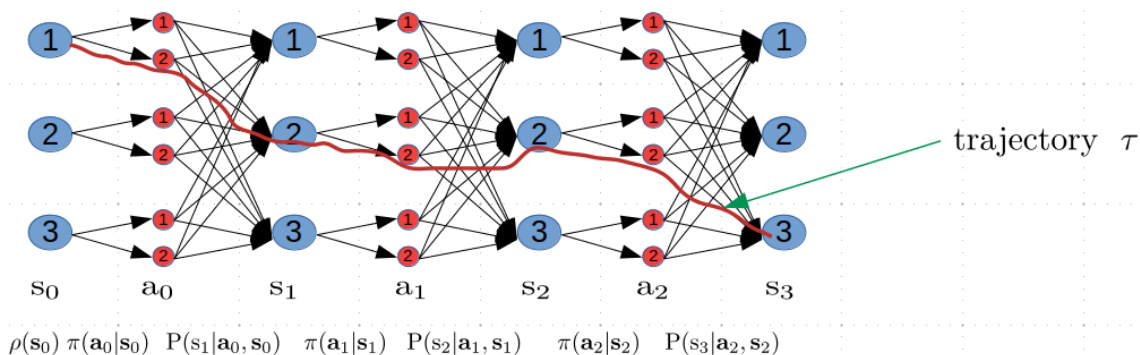 1 1 1 1 1 1 1
2 2 2
2 1 2 1 2 1 2 trajectory τ
2 2 2
3 1 3 1 3 1 3
2 2 2
s₀ a₀ s₁ a₁ s₂ a₂ s₃
ρ(s₀) π(a₀|s₀) P(s₁|a₀, s₀) π(a₁|s₁) P(s₂|a₁, s₁) π(a₂|s₂) P(s₃|a₂, s₂)